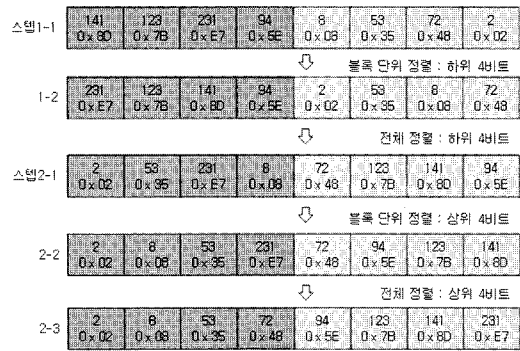 스텝1-1 141 123 231 94 8 53 72 2
0x8D 0x7B 0xE7 0x5E 0x08 0x35 0x48 0x02
블록 단위 정렬 : 하위 4비트
1-2 231 123 141 94 2 53 8 72
0xE7 0x7B 0x8D 0x5E 0x02 0x35 0x08 0x48
전체 정렬 : 하위 4비트
스텝2-1 2 53 231 8 72 123 141 94
0x02 0x35 0xE7 0x08 0x48 0x7B 0x8D 0x5E
블록 단위 정렬 : 상위 4비트
2-2 2 8 53 231 72 94 123 141
0x02 0x08 0x35 0xE7 0x48 0x5E 0x7B 0x8D
전체 정렬 : 상위 4비트
2-3 2 8 53 72 94 123 141 231
0x02 0x08 0x35 0x48 0x5E 0x7B 0x8D 0xE7